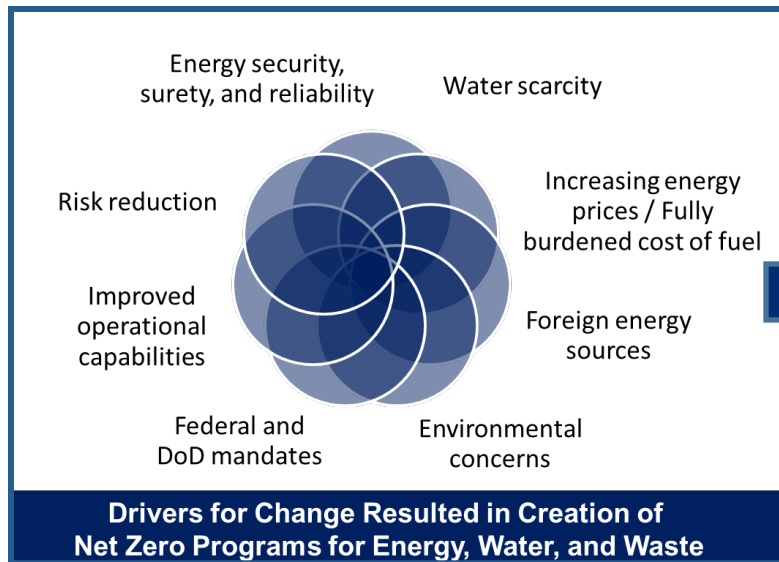 Energy security,
surety, and reliability
Water scarcity
Risk reduction
Increasing energy
prices / Fully
burdened cost of fuel
Improved
operational
capabilities
Foreign energy
sources
Federal and
DoD mandates
Environmental
concerns
Drivers for Change Resulted in Creation of
Net Zero Programs for Energy, Water, and Waste